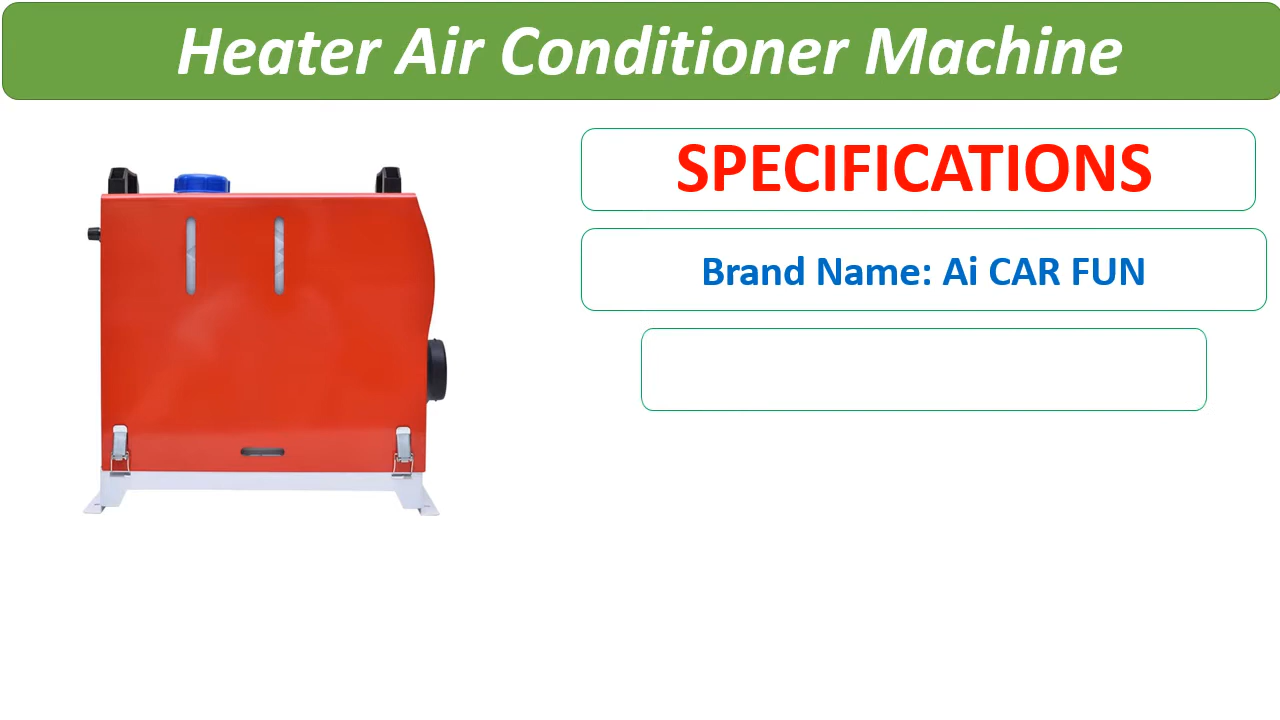 Heater Air Conditioner Machine
SPECIFICATIONS
Brand Name: Ai CAR FUN